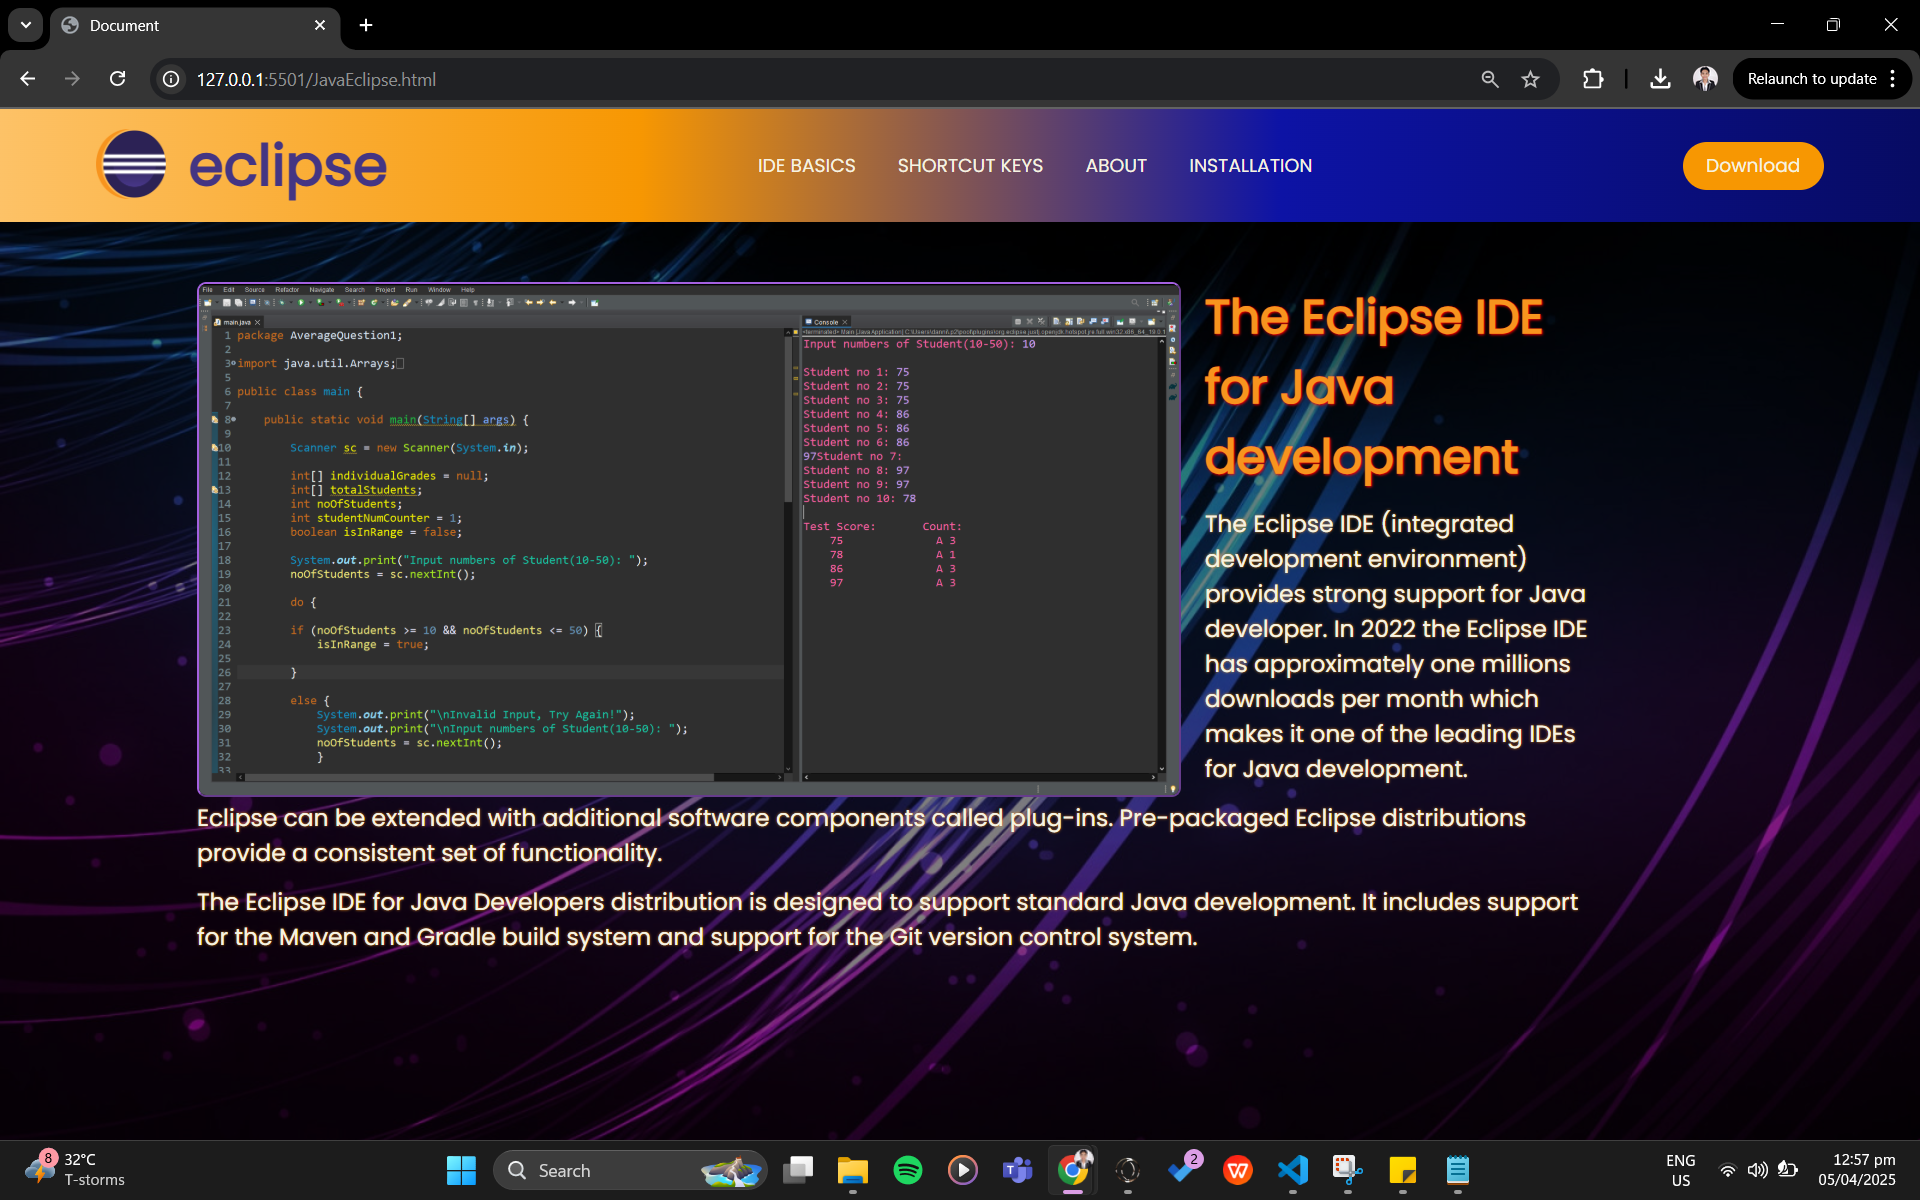 Document
127.0.0.1:5501/JavaEclipse.html
Relaunch to update
eclipse
IDE BASICS
SHORTCUT KEYS
ABOUT
INSTALLATION
Download
File Edit Source Refactor Navigate Search Project Run Window Help
main.java
1 package AverageQuestion1;
2
3 import java.util.Arrays;
5
6 public class main {
7
8 public static void main(String[] args) {
9
10 Scanner sc = new Scanner(System.in);
11
12 int[] individualGrades = null;
13 int[] totalStudents;
14 int noOfStudents;
15 int studentNumCounter = 1;
16 boolean isInRange = false;
17
18 System.out.print("Input numbers of Student(10-50): ");
19 noOfStudents = sc.nextInt();
20
21 do {
22
23 if (noOfStudents >= 10 && noOfStudents <= 50) {
24 isInRange = true;
25
26 }
27
28 else {
29 System.out.print("\nInvalid Input, Try Again!");
30 System.out.print("\nInput numbers of Student(10-50): ");
31 noOfStudents = sc.nextInt();
32 }
33
Console
Input numbers of Student(10-50): 10
Student no 1: 75
Student no 2: 75
Student no 3: 75
Student no 4: 86
Student no 5: 86
Student no 6: 86
97Student no 7:
Student no 8: 97
Student no 9: 97
Student no 10: 78
Test Score: Count:
75 A 3
78 A 1
86 A 3
97 A 3
The Eclipse IDE
for Java
development
The Eclipse IDE (integrated
development environment)
provides strong support for Java
developer. In 2022 the Eclipse IDE
has approximately one millions
downloads per month which
makes it one of the leading IDEs
for Java development.
Eclipse can be extended with additional software components called plug-ins. Pre-packaged Eclipse distributions
provide a consistent set of functionality.
The Eclipse IDE for Java Developers distribution is designed to support standard Java development. It includes support
for the Maven and Gradle build system and support for the Git version control system.
8
32°C
T-storms
Search
2
ENG
US
12:57 pm
05/04/2025